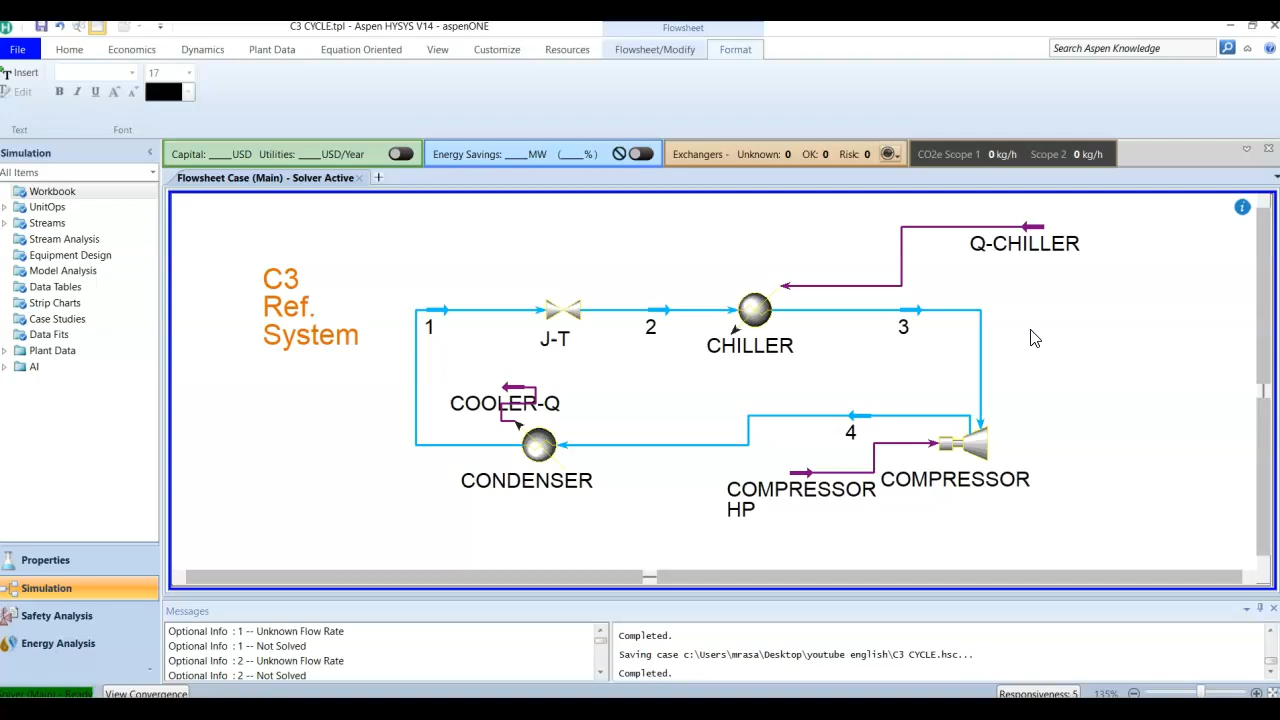 C3 CYCLE.tpl - Aspen HYSYS V14 - aspenONE
Flowsheet
File Home Economics Dynamics Plant Data Equation Oriented View Customize Resources Flowsheet/Modify Format
Search Aspen Knowledge
Insert
17
Edit
B I U A A
Text Font
Simulation
Capital: ____USD Utilities: ____USD/Year
Energy Savings: ____MW (____%)
Exchangers - Unknown: 0 OK: 0 Risk: 0
CO2e Scope 1 0 kg/h Scope 2 0 kg/h
All Items
Flowsheet Case (Main) - Solver Active
Workbook
UnitOps
Streams
Stream Analysis
Equipment Design
Model Analysis
Data Tables
Strip Charts
Case Studies
Data Fits
Plant Data
AI
Q-CHILLER
C3
Ref.
System
1
J-T
2
CHILLER
3
COOLER-Q
4
CONDENSER
COMPRESSOR
HP
COMPRESSOR
Properties
Simulation
Safety Analysis
Energy Analysis
Messages
Optional Info : 1 -- Unknown Flow Rate
Optional Info : 1 -- Not Solved
Optional Info : 2 -- Unknown Flow Rate
Optional Info : 2 -- Not Solved
Completed.
Saving case c:\Users\mrasa\Desktop\youtube english\C3 CYCLE.hsc...
Completed.
Solver (Main) - Ready
View Convergence
Responsiveness: 5
135%